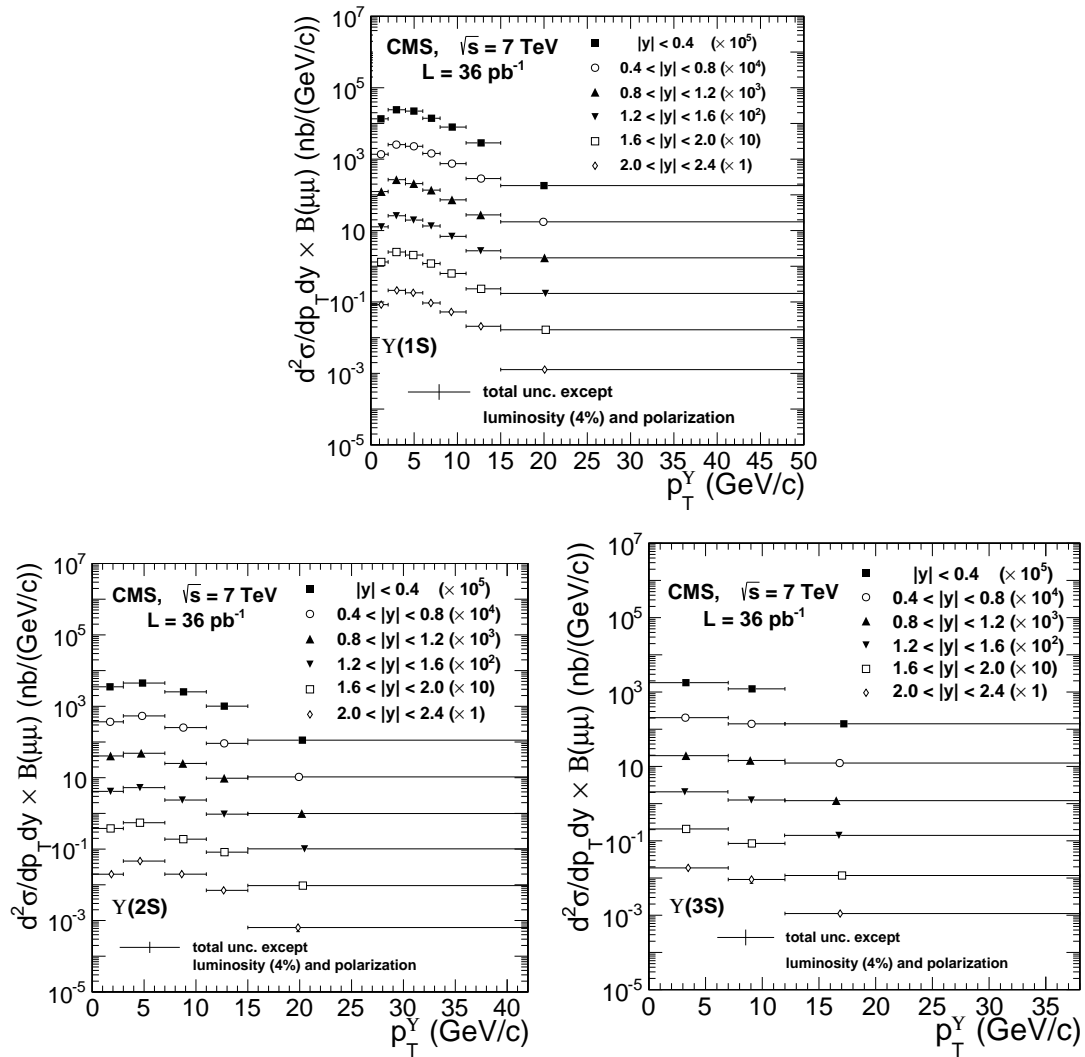 d²σ/dp_T dy × B(μμ) (nb/(GeV/c))
10⁷
10⁵
10³
10
10⁻¹
10⁻³
10⁻⁵
CMS, √s = 7 TeV
L = 36 pb⁻¹
|y| < 0.4 (× 10⁵)
0.4 < |y| < 0.8 (× 10⁴)
0.8 < |y| < 1.2 (× 10³)
1.2 < |y| < 1.6 (× 10²)
1.6 < |y| < 2.0 (× 10)
2.0 < |y| < 2.4 (× 1)
ϒ(1S)
total unc. except
luminosity (4%) and polarization
0 5 10 15 20 25 30 35 40 45 50
p_T^ϒ (GeV/c)
d²σ/dp_T dy × B(μμ) (nb/(GeV/c))
10⁷
10⁵
10³
10
10⁻¹
10⁻³
10⁻⁵
CMS, √s = 7 TeV
L = 36 pb⁻¹
|y| < 0.4 (× 10⁵)
0.4 < |y| < 0.8 (× 10⁴)
0.8 < |y| < 1.2 (× 10³)
1.2 < |y| < 1.6 (× 10²)
1.6 < |y| < 2.0 (× 10)
2.0 < |y| < 2.4 (× 1)
ϒ(2S)
total unc. except
luminosity (4%) and polarization
0 5 10 15 20 25 30 35 40
p_T^ϒ (GeV/c)
d²σ/dp_T dy × B(μμ) (nb/(GeV/c))
10⁷
10⁵
10³
10
10⁻¹
10⁻³
10⁻⁵
CMS, √s = 7 TeV
L = 36 pb⁻¹
|y| < 0.4 (× 10⁵)
0.4 < |y| < 0.8 (× 10⁴)
0.8 < |y| < 1.2 (× 10³)
1.2 < |y| < 1.6 (× 10²)
1.6 < |y| < 2.0 (× 10)
2.0 < |y| < 2.4 (× 1)
ϒ(3S)
total unc. except
luminosity (4%) and polarization
0 5 10 15 20 25 30 35
p_T^ϒ (GeV/c)